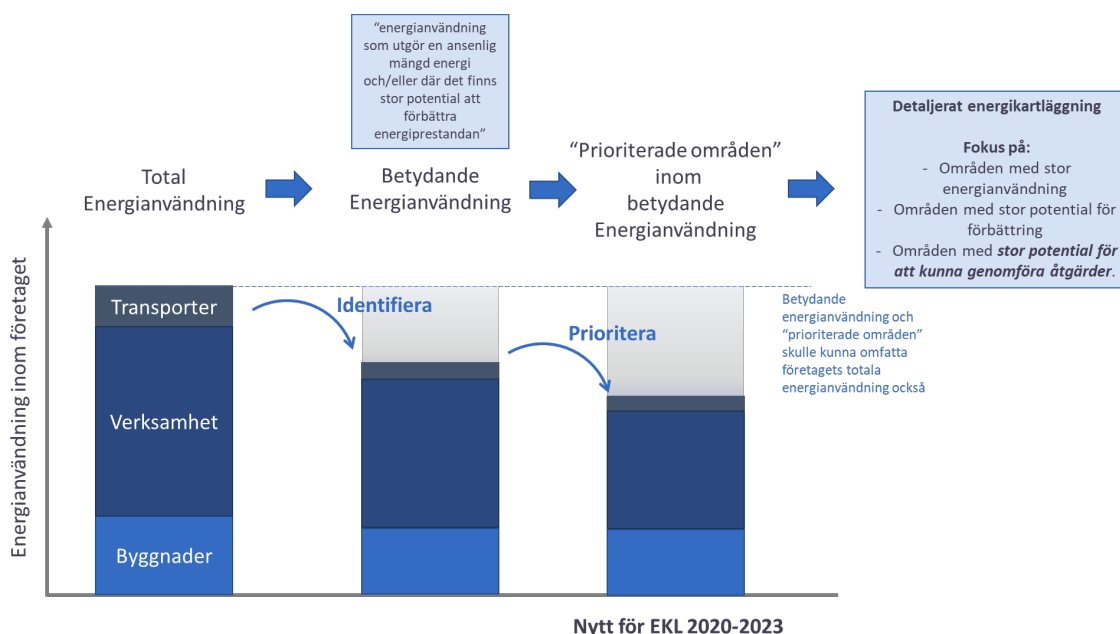 “energianvändning
som utgör en ansenlig
mängd energi
och/eller där det finns
stor potential att
förbättra
energiprestandan”
Total
Energianvändning
Betydande
Energianvändning
“Prioriterade områden”
inom
betydande
Energianvändning
Detaljerat energikartläggning
Fokus på:
- Områden med stor
energianvändning
- Områden med stor potential för
förbättring
- Områden med stor potential för
att kunna genomföra åtgärder.
Energianvändning inom företaget
Transporter
Verksamhet
Byggnader
Identifiera
Prioritera
Betydande
energianvändning och
“prioriterade områden”
skulle kunna omfatta
företagets totala
energianvändning också
Nytt för EKL 2020-2023